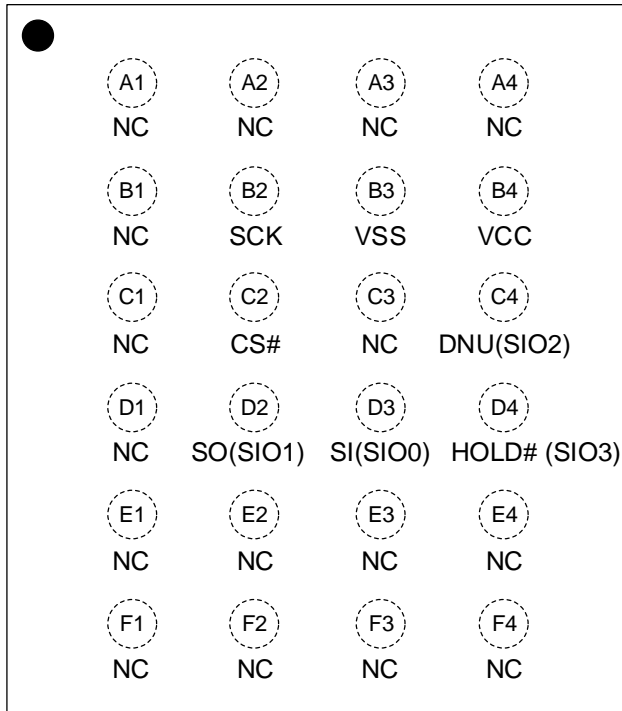 A1 A2 A3 A4
NC NC NC NC
B1 B2 B3 B4
NC SCK VSS VCC
C1 C2 C3 C4
NC CS# NC DNU(SIO2)
D1 D2 D3 D4
NC SO(SIO1) SI(SIO0) HOLD# (SIO3)
E1 E2 E3 E4
NC NC NC NC
F1 F2 F3 F4
NC NC NC NC